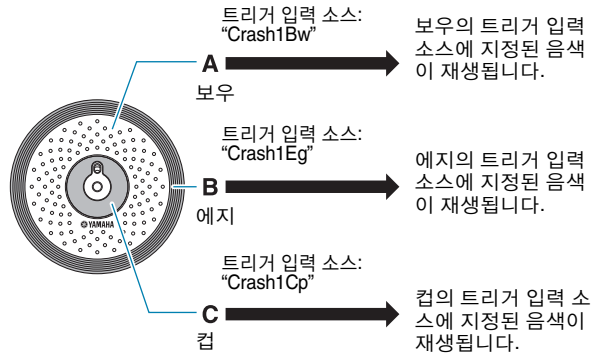 트리거 입력 소스:
“Crash1Bw”
A
보우
보우의 트리거 입력
소스에 지정된 음색
이 재생됩니다.
트리거 입력 소스:
“Crash1Eg”
B
에지
에지의 트리거 입력
소스에 지정된 음색
이 재생됩니다.
YAMAHA
트리거 입력 소스:
“Crash1Cp”
C
컵
컵의 트리거 입력 소
스에 지정된 음색이
재생됩니다.